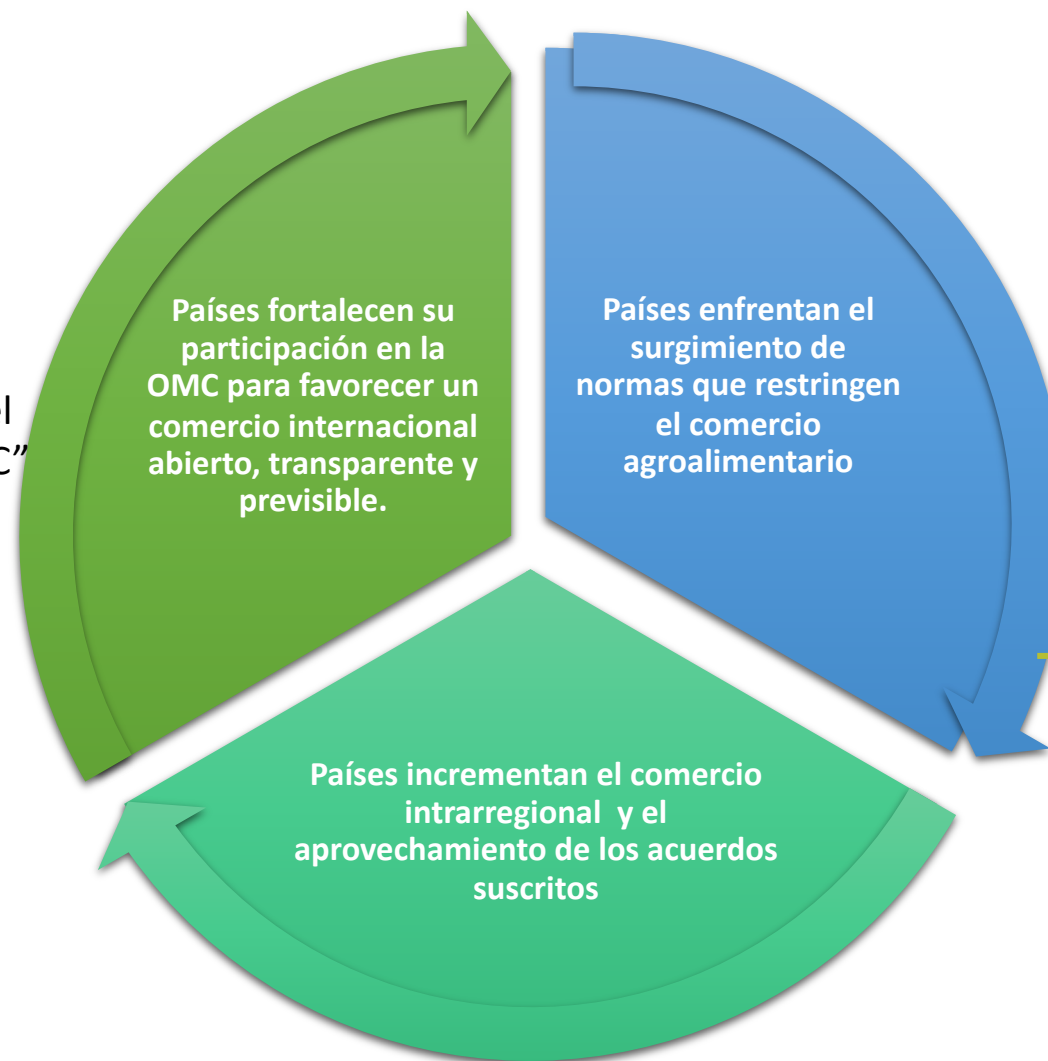 Países fortalecen su
participación en la
OMC para favorecer un
comercio internacional
abierto, transparente y
previsible.
Países enfrentan el
surgimiento de
normas que restringen
el comercio
agroalimentario
Países incrementan el comercio
intrarregional y el
aprovechamiento de los acuerdos
suscritos